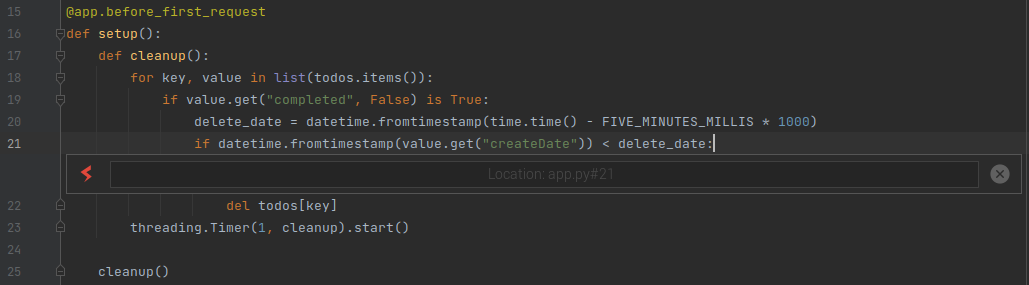 15 @app.before_first_request
16 def setup():
17 def cleanup():
18 for key, value in list(todos.items()):
19 if value.get("completed", False) is True:
20 delete_date = datetime.fromtimestamp(time.time() - FIVE_MINUTES_MILLIS * 1000)
21 if datetime.fromtimestamp(value.get("createDate")) < delete_date:
Location: app.py#21
22 del todos[key]
23 threading.Timer(1, cleanup).start()
24
25 cleanup()